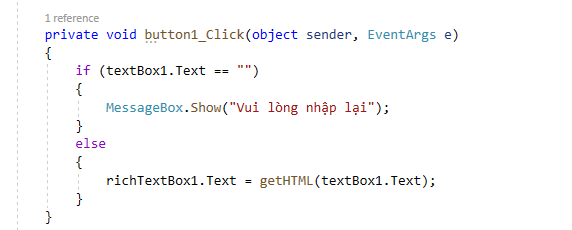 1 reference
private void button1_Click(object sender, EventArgs e)
{
if (textBox1.Text == "")
{
MessageBox.Show("Vui lòng nhập lại");
}
else
{
richTextBox1.Text = getHTML(textBox1.Text);
}
}